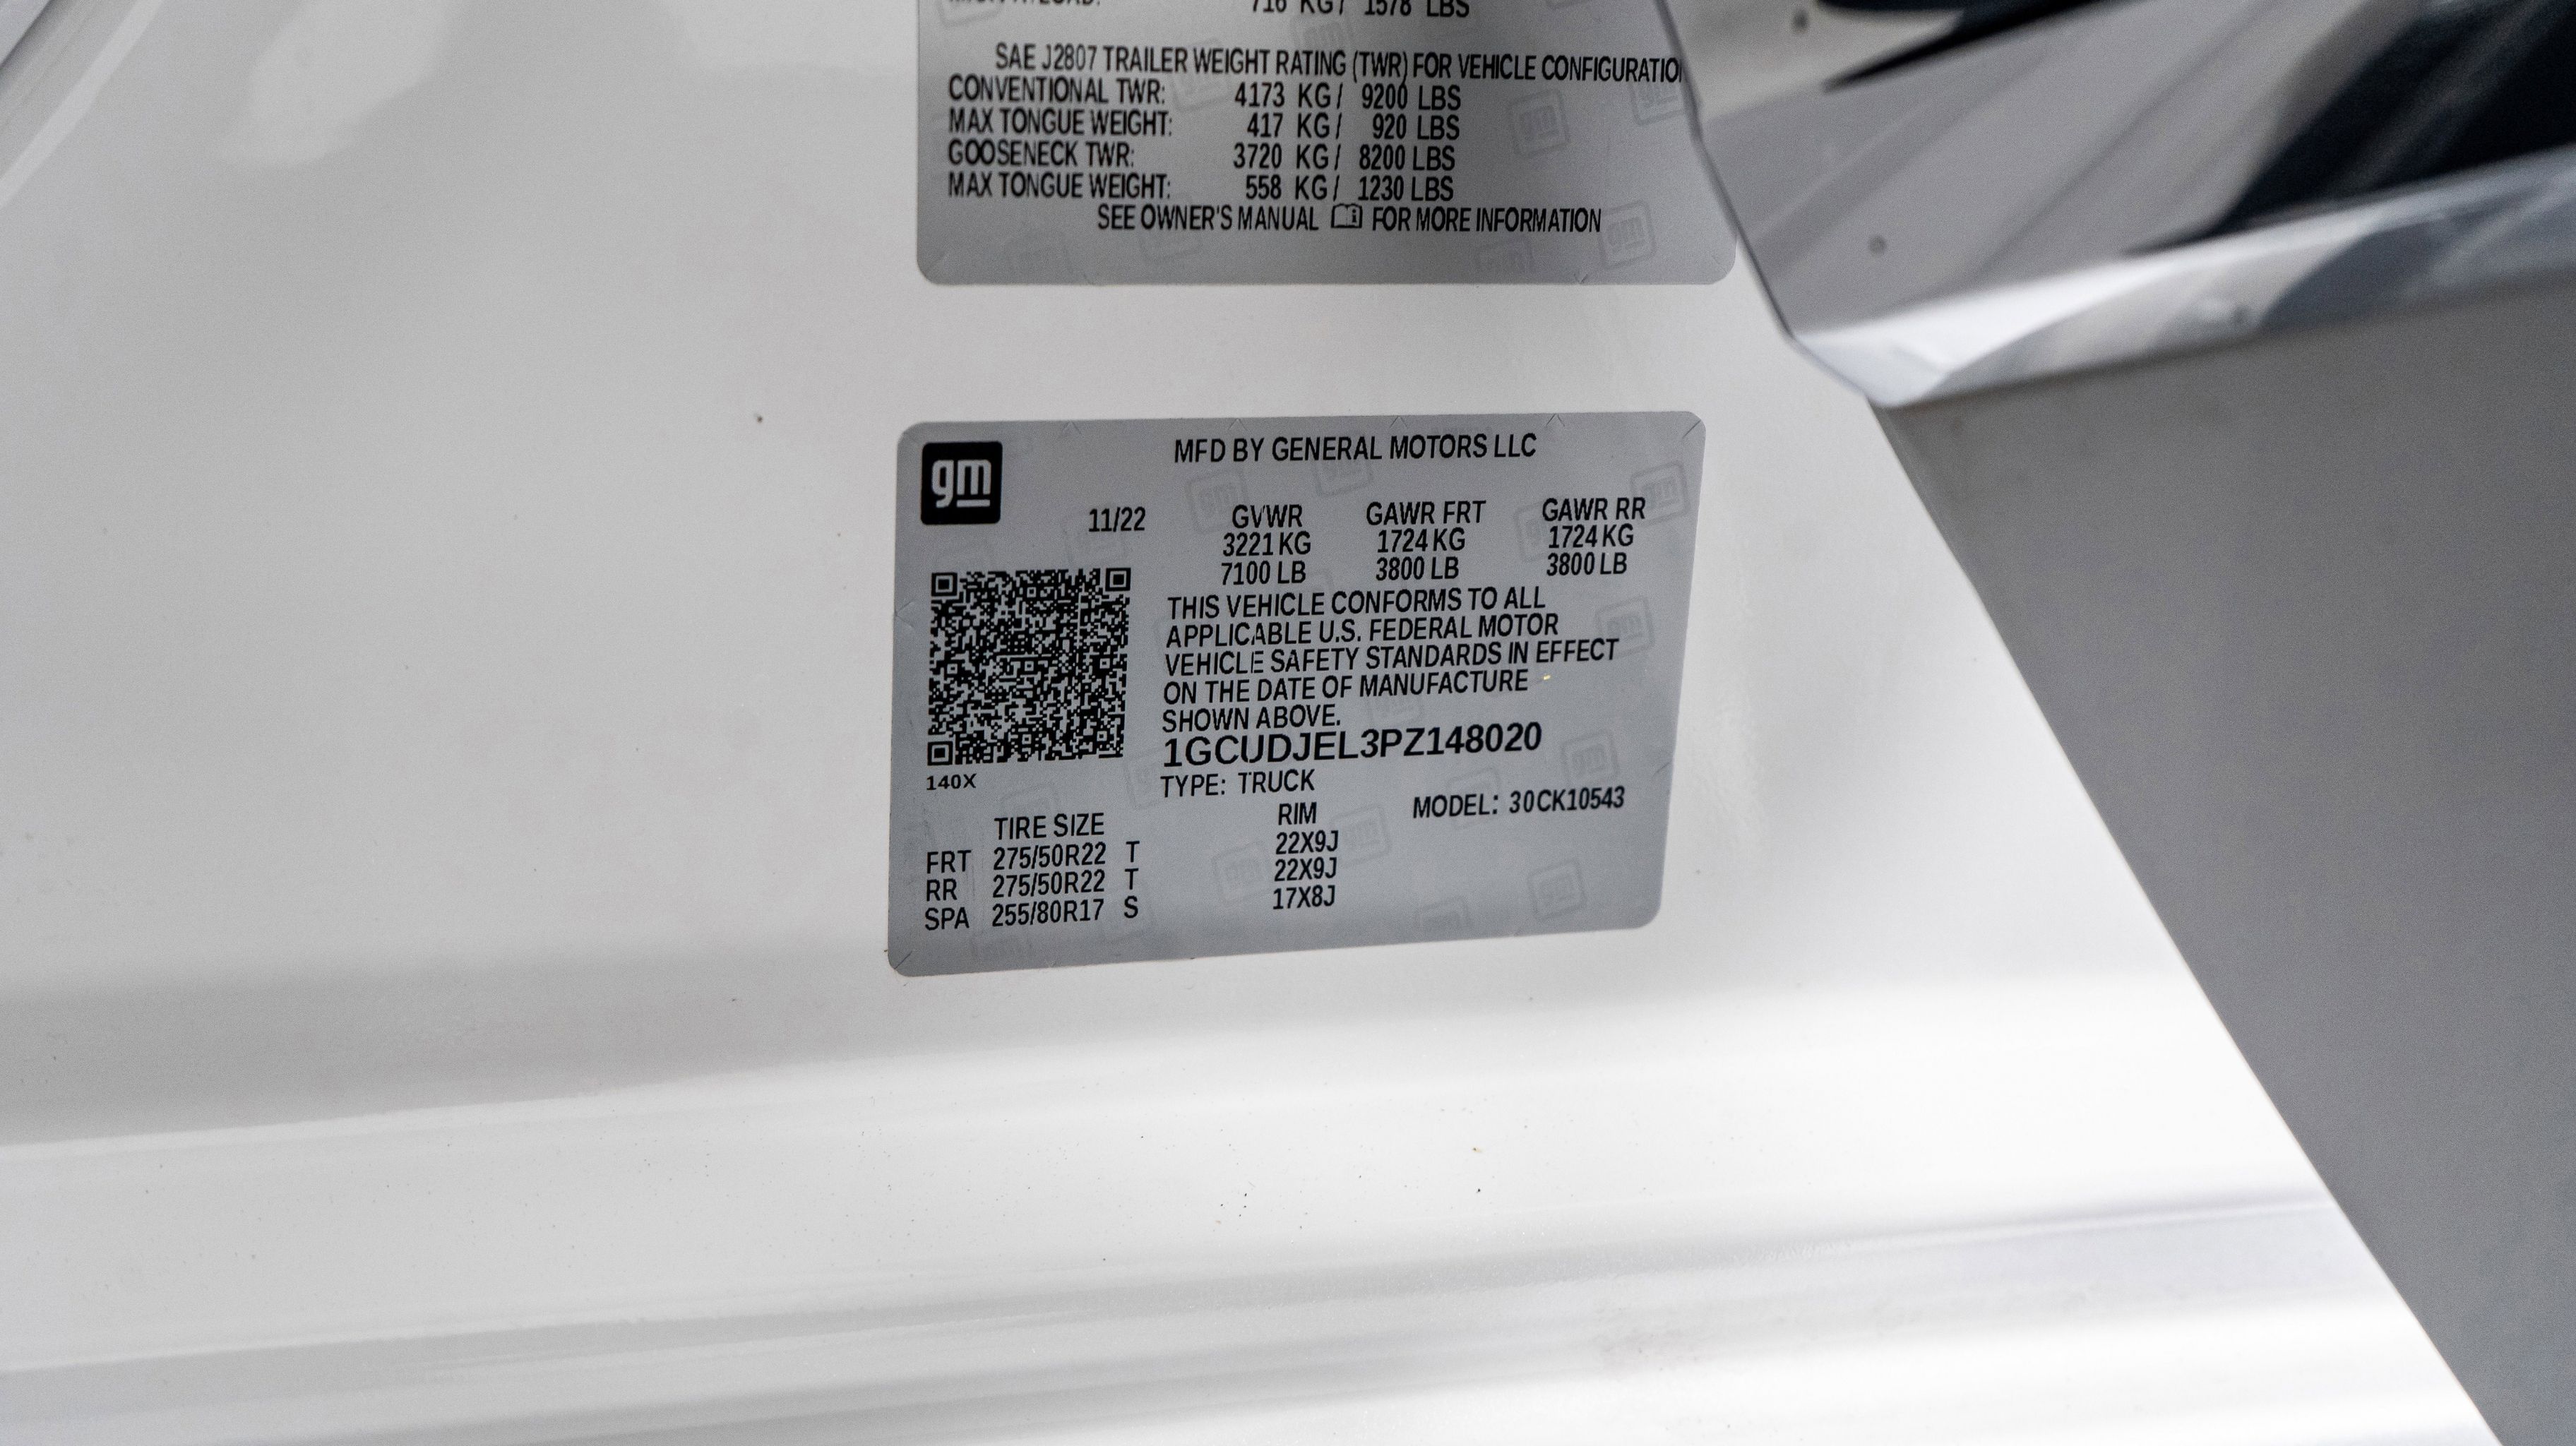 716 KG / 1578 LBS
SAE J2807 TRAILER WEIGHT RATING (TWR) FOR VEHICLE CONFIGURATIO
CONVENTIONAL TWR: 4173 KG / 9200 LBS
MAX TONGUE WEIGHT: 417 KG / 920 LBS
GOOSENECK TWR: 3720 KG / 8200 LBS
MAX TONGUE WEIGHT: 558 KG / 1230 LBS
SEE OWNER'S MANUAL FOR MORE INFORMATION
gm
MFD BY GENERAL MOTORS LLC
11/22 GVWR GAWR FRT GAWR RR
3221 KG 1724 KG 1724 KG
7100 LB 3800 LB 3800 LB
THIS VEHICLE CONFORMS TO ALL
APPLICABLE U.S. FEDERAL MOTOR
VEHICLE SAFETY STANDARDS IN EFFECT
ON THE DATE OF MANUFACTURE
SHOWN ABOVE.
1GCUDJEL3PZ148020
140X
TYPE: TRUCK
MODEL: 30CK10543
TIRE SIZE RIM
FRT 275/50R22 T 22X9J
RR 275/50R22 T 22X9J
SPA 255/80R17 S 17X8J